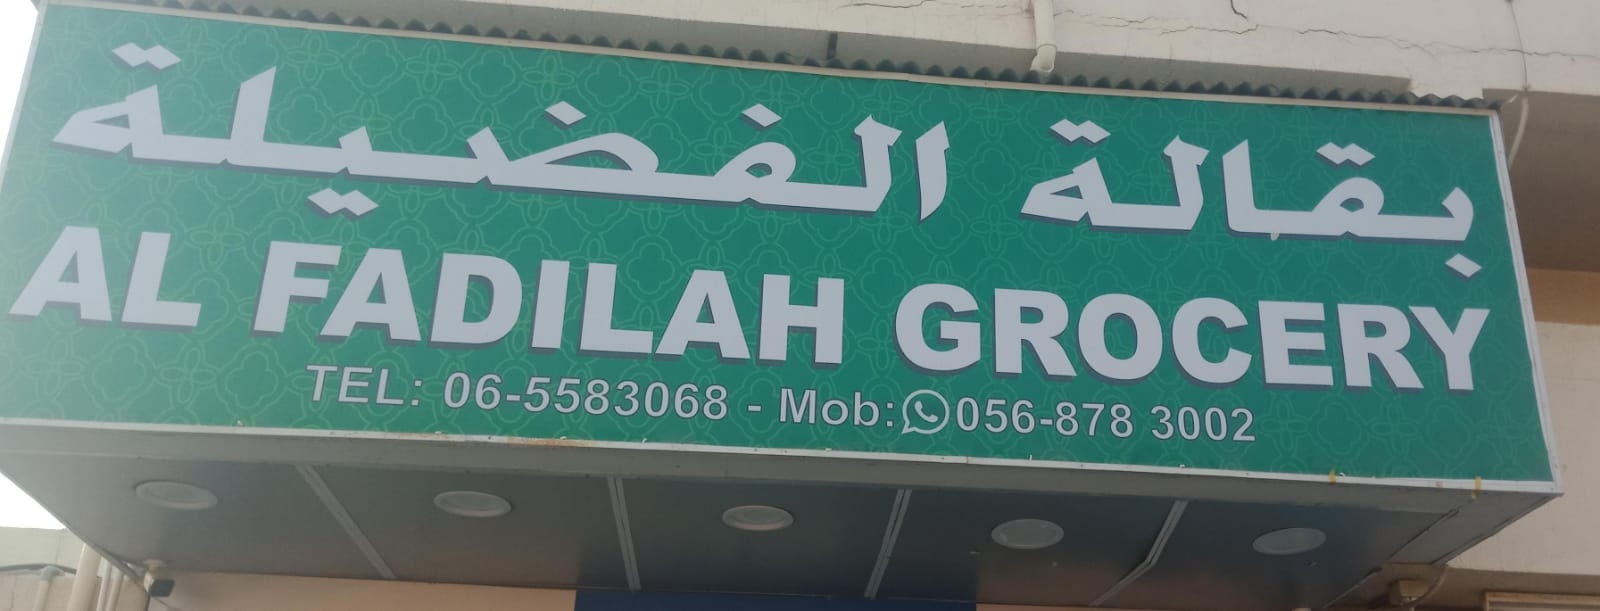 بقالة الفضيلة
AL FADILAH GROCERY
TEL: 06-5583068 - Mob: 056-878 3002